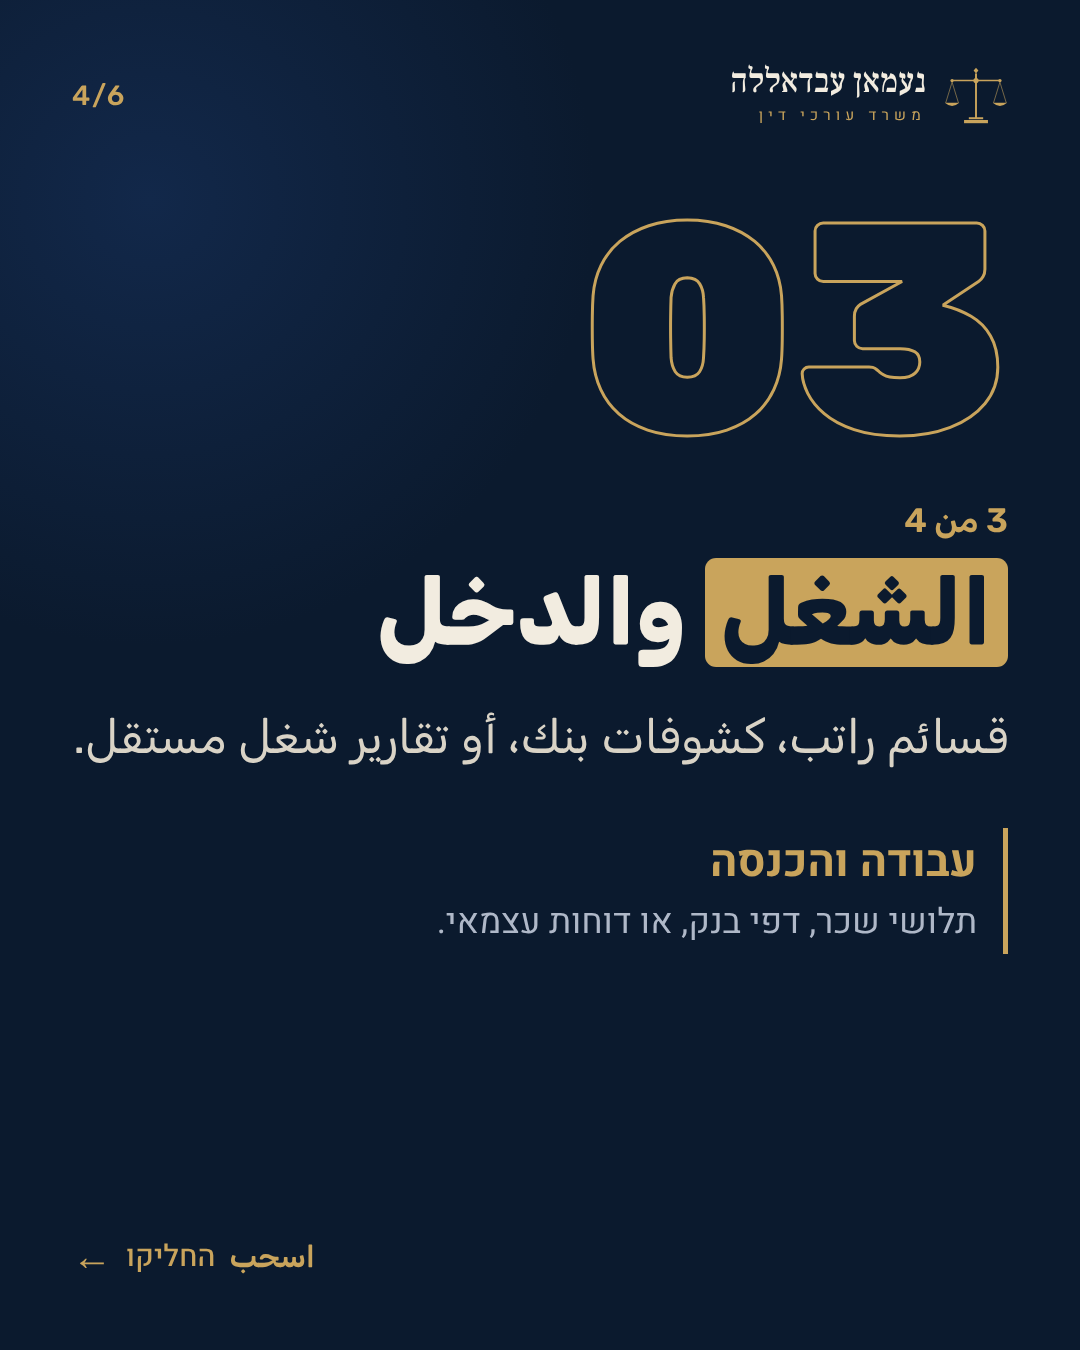 נעמאן עבדאללה
משרד עורכי דין
4/6
03
3 من 4
الشغل والدخل
قسائم راتب، كشوفات بنك، أو تقارير شغل مستقل.
עבודה והכנסה
תלושי שכר, דפי בנק, או דוחות עצמאי.
اسحب החליקו ←